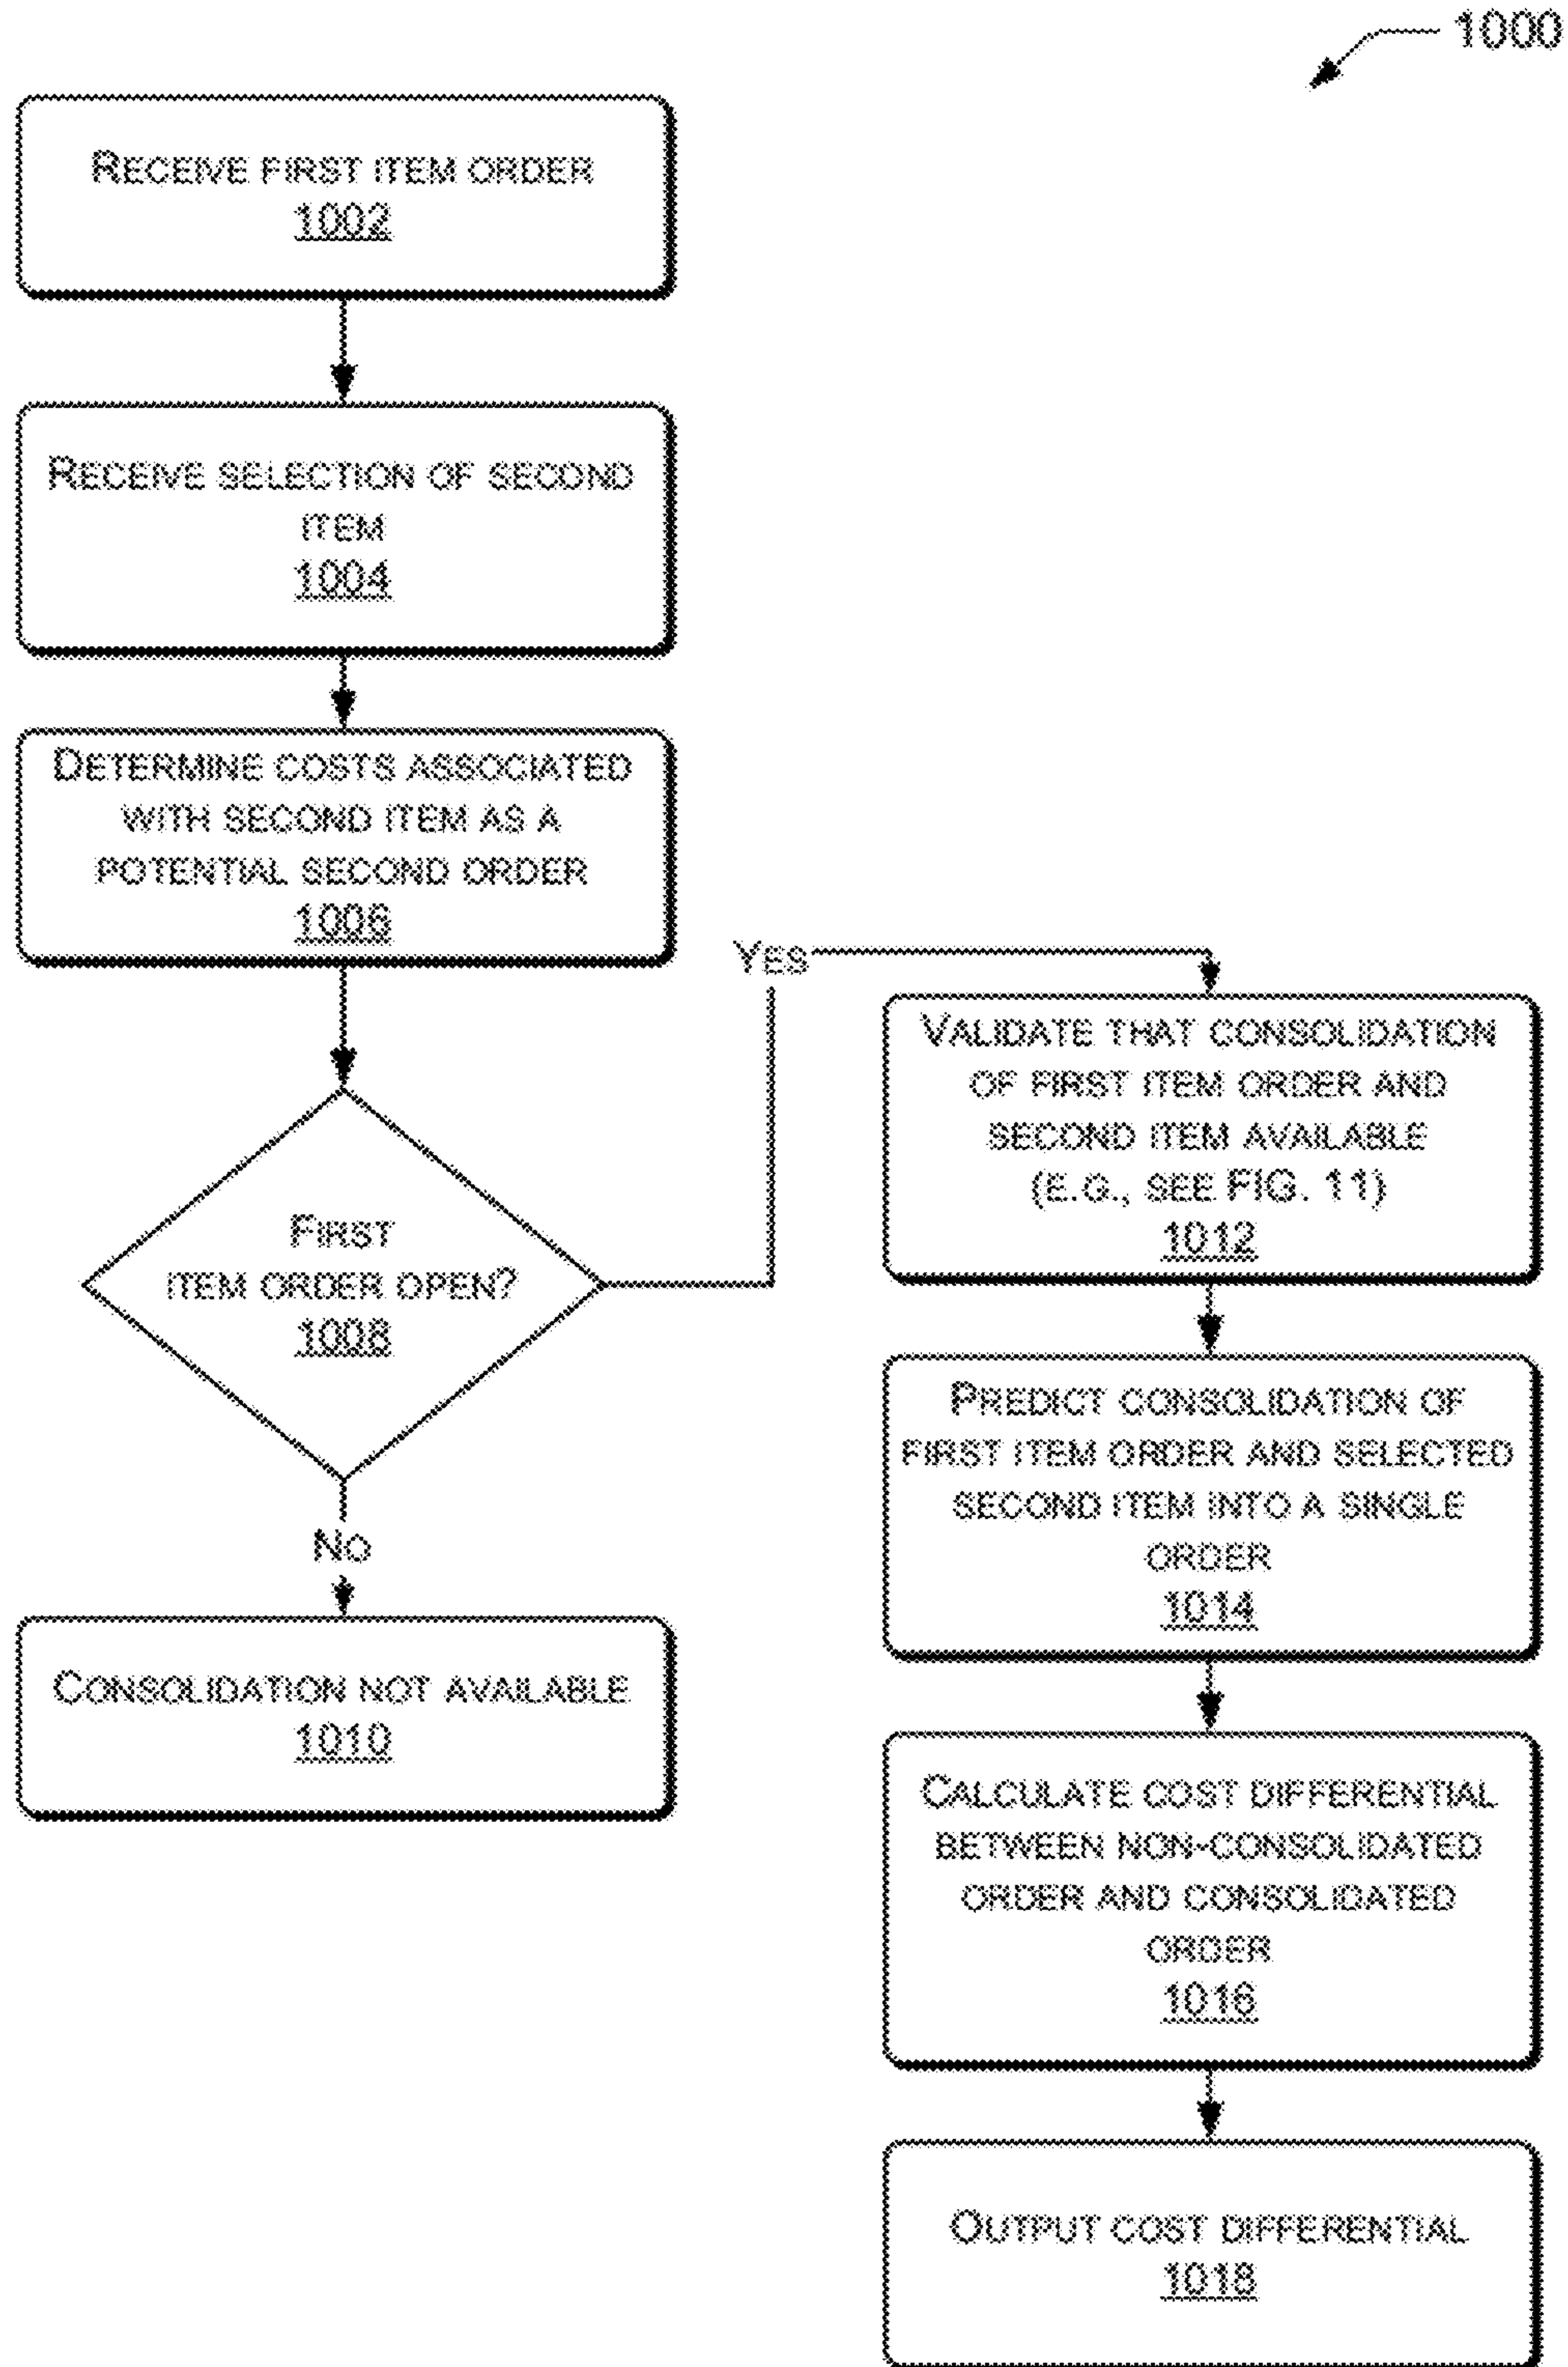 1000
RECEIVE FIRST ITEM ORDER
1002
RECEIVE SELECTION OF SECOND
ITEM
1004
DETERMINE COSTS ASSOCIATED
WITH SECOND ITEM AS A
POTENTIAL SECOND ORDER
1006
FIRST
ITEM ORDER OPEN?
1008
NO
CONSOLIDATION NOT AVAILABLE
1010
YES
VALIDATE THAT CONSOLIDATION
OF FIRST ITEM ORDER AND
SECOND ITEM AVAILABLE
(E.G., SEE FIG. 11)
1012
PREDICT CONSOLIDATION OF
FIRST ITEM ORDER AND SELECTED
SECOND ITEM INTO A SINGLE
ORDER
1014
CALCULATE COST DIFFERENTIAL
BETWEEN NON-CONSOLIDATED
ORDER AND CONSOLIDATED
ORDER
1016
OUTPUT COST DIFFERENTIAL
1018